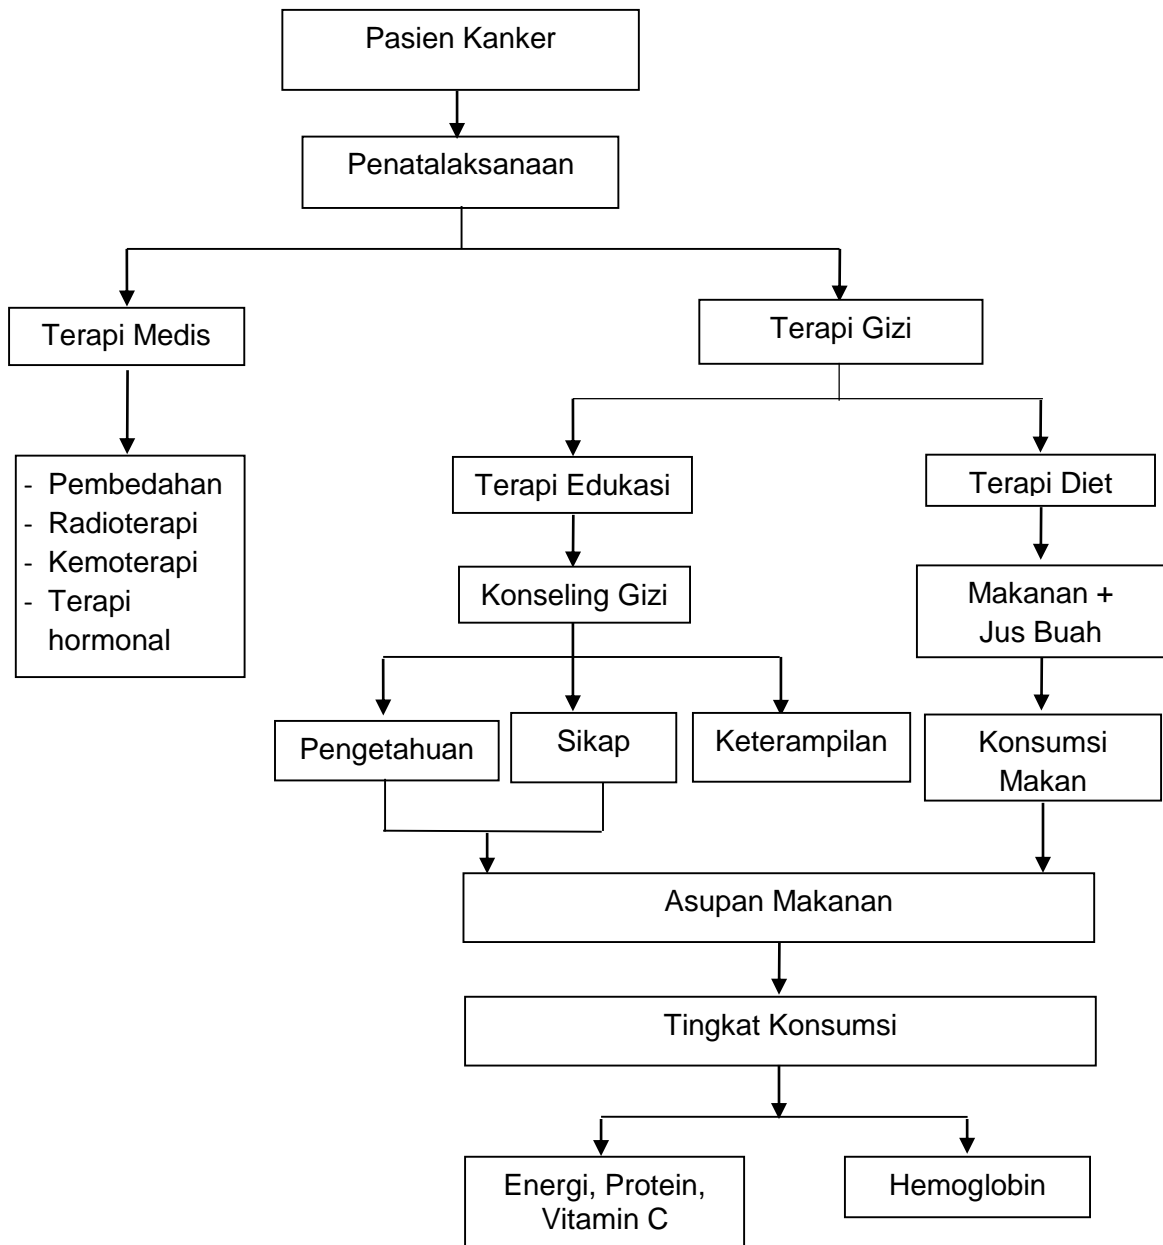 Pasien Kanker
Penatalaksanaan
Terapi Medis
Terapi Gizi
- Pembedahan
- Radioterapi
- Kemoterapi
- Terapi
hormonal
Terapi Edukasi
Terapi Diet
Konseling Gizi
Makanan +
Jus Buah
Pengetahuan
Sikap
Keterampilan
Konsumsi
Makan
Asupan Makanan
Tingkat Konsumsi
Energi, Protein,
Vitamin C
Hemoglobin